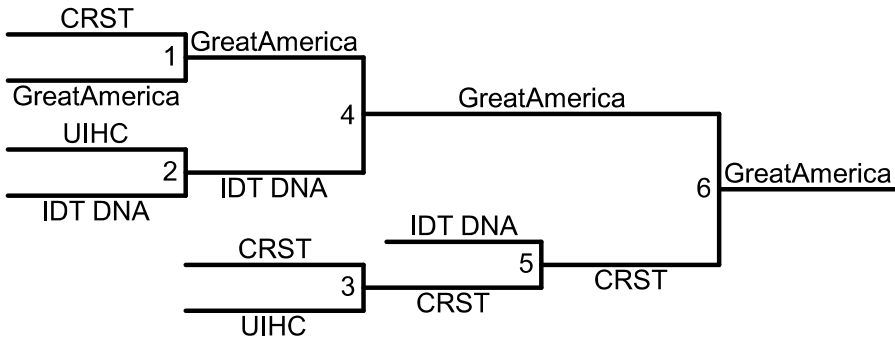 CRST
1
GreatAmerica
GreatAmerica
UIHC
2
IDT DNA
IDT DNA
4
GreatAmerica
CRST
3
UIHC
IDT DNA
5
CRST
CRST
6
GreatAmerica